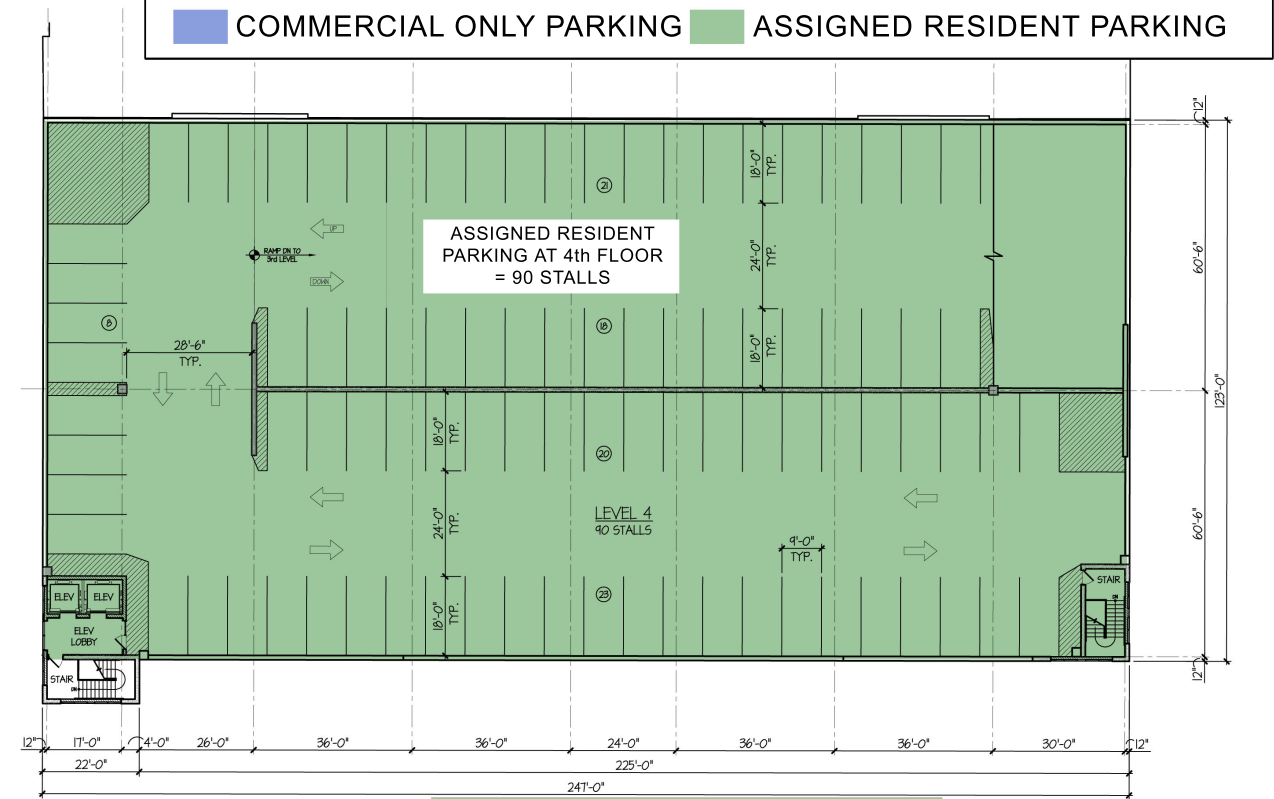 COMMERCIAL ONLY PARKING
ASSIGNED RESIDENT PARKING
12"
18'-0"
TYP.
21
UP
ASSIGNED RESIDENT
PARKING AT 4th FLOOR
= 90 STALLS
RAMP DN TO
3rd LEVEL
24'-0"
TYP.
60'-6"
DOWN
8
18
28'-6"
TYP.
18'-0"
TYP.
123'-0"
18'-0"
TYP.
20
LEVEL 4
90 STALLS
24'-0"
TYP.
9'-0"
TYP.
60'-6"
ELEV
ELEV
23
STAIR
18'-0"
TYP.
ELEV
LOBBY
STAIR
12"
12"
17'-0"
4'-0"
26'-0"
36'-0"
36'-0"
24'-0"
36'-0"
36'-0"
30'-0"
12"
22'-0"
225'-0"
247'-0"